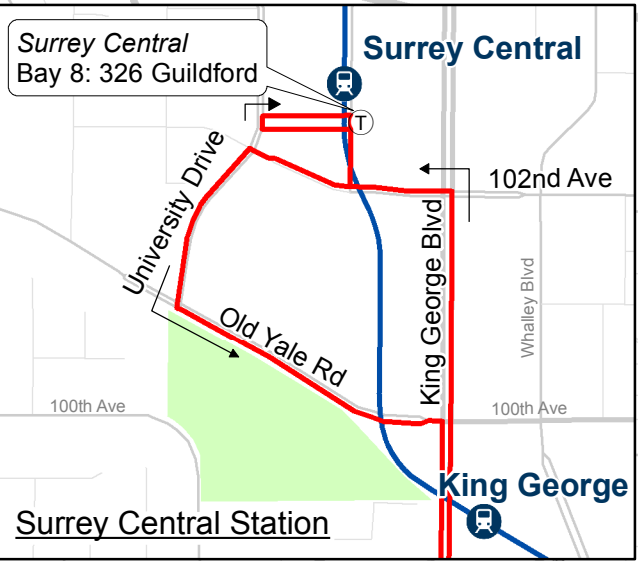 Surrey Central
Bay 8: 326 Guildford
Surrey Central
T
University Drive
102nd Ave
King George Blvd
Whalley Blvd
Old Yale Rd
100th Ave
100th Ave
King George
Surrey Central Station